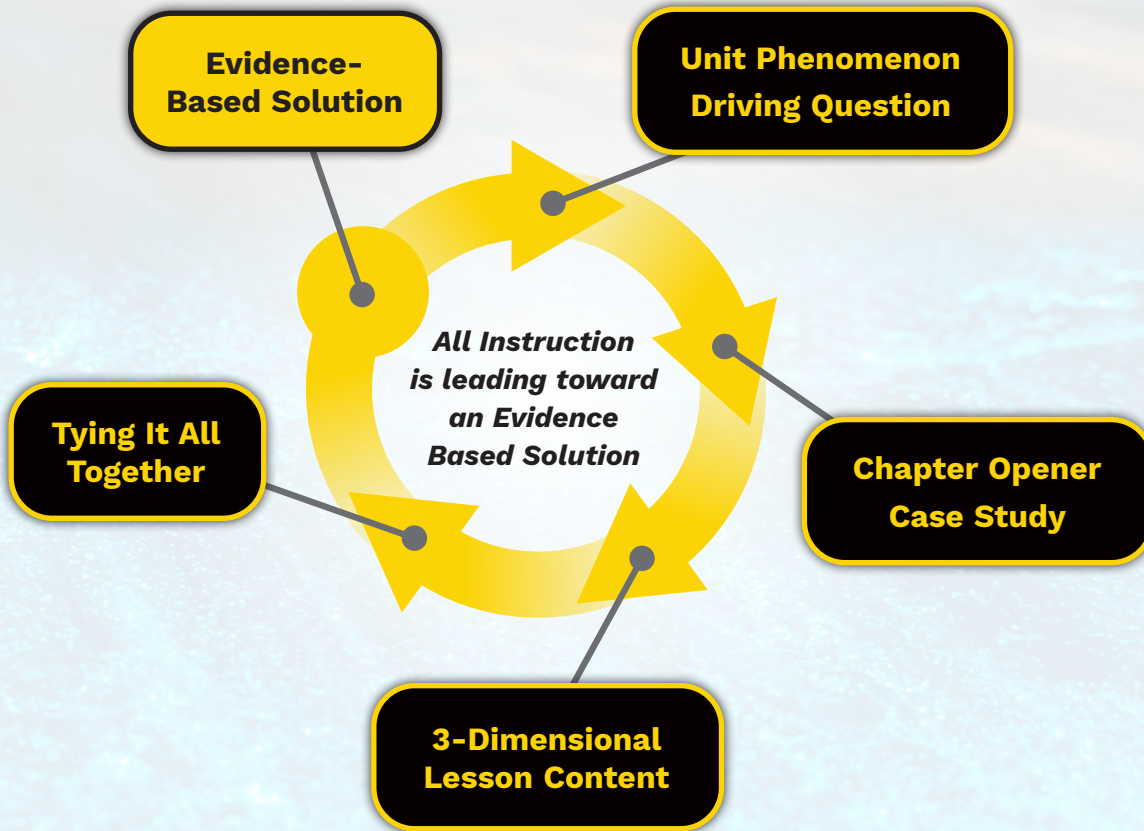 Evidence-
Based Solution
Unit Phenomenon
Driving Question
All Instruction
is leading toward
an Evidence
Based Solution
Tying It All
Together
Chapter Opener
Case Study
3-Dimensional
Lesson Content